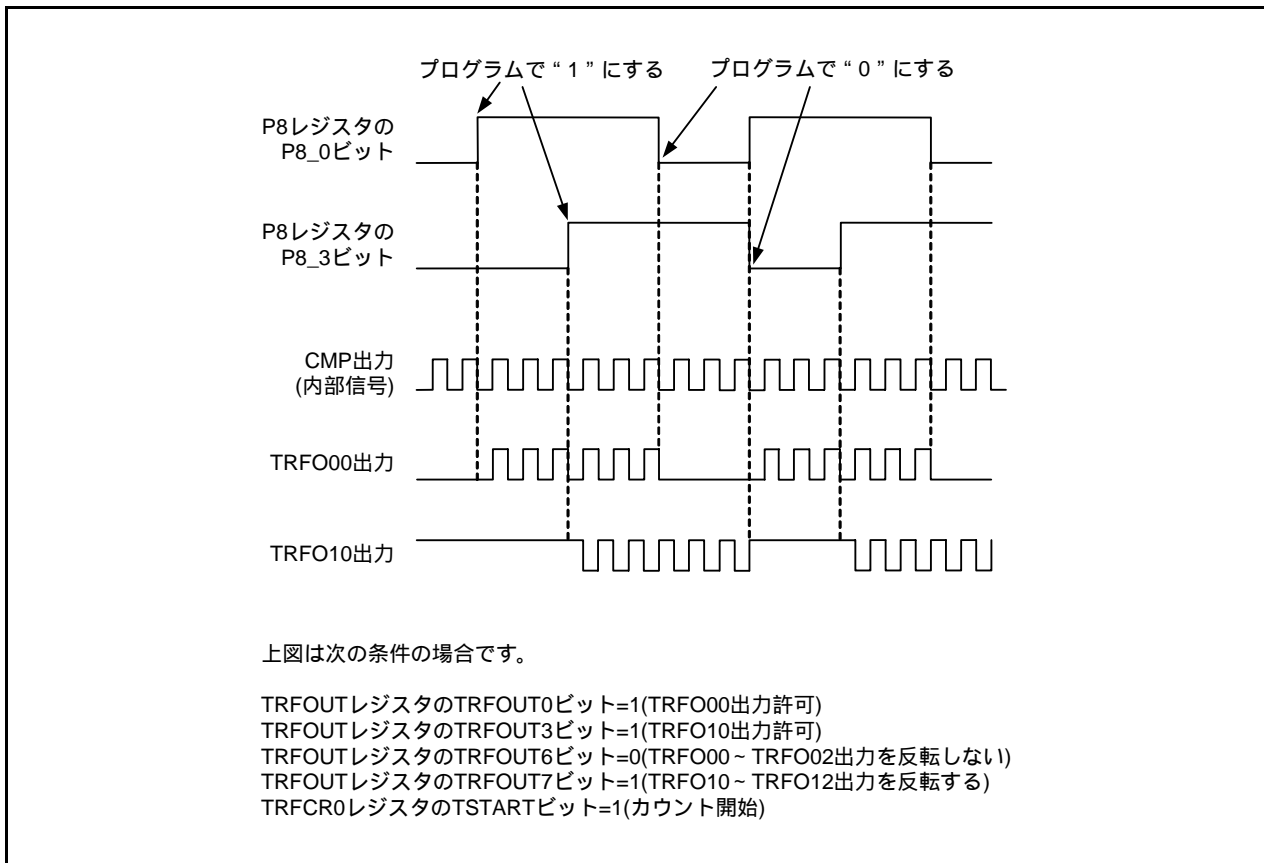 プログラムで“1”にする
プログラムで“0”にする
P8レジスタの
P8_0ビット
P8レジスタの
P8_3ビット
CMP出力
(内部信号)
TRFO00出力
TRFO10出力
上図は次の条件の場合です。
TRFOUTレジスタのTRFOUT0ビット=1(TRFO00出力許可)
TRFOUTレジスタのTRFOUT3ビット=1(TRFO10出力許可)
TRFOUTレジスタのTRFOUT6ビット=0(TRFO00~TRFO02出力を反転しない)
TRFOUTレジスタのTRFOUT7ビット=1(TRFO10~TRFO12出力を反転する)
TRFCR0レジスタのTSTARTビット=1(カウント開始)